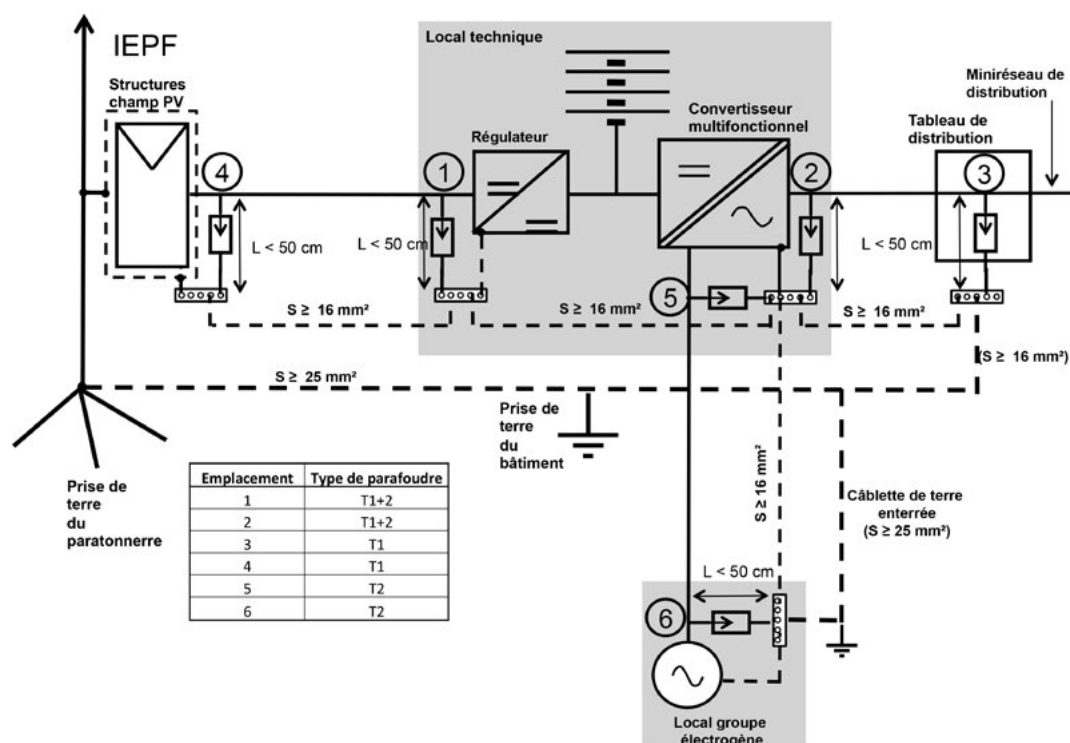 IEPF
Structures
champ PV
4
L < 50 cm
S ≥ 16 mm²
Local technique
1
Régulateur
L < 50 cm
S ≥ 16 mm²
Convertisseur
multifonctionnel
2
L < 50 cm
5
S ≥ 16 mm²
Miniréseau de
distribution
Tableau de
distribution
3
(S ≥ 16 mm²)
S ≥ 25 mm²
Prise de
terre
du
bâtiment
Prise de
terre
du
paratonnerre
Emplacement Type de parafoudre
1 T1+2
2 T1+2
3 T1
4 T1
5 T2
6 T2
S ≥ 16 mm²
Câblette de terre
enterrée
(S ≥ 25 mm²)
L < 50 cm
6
Local groupe
électrogène